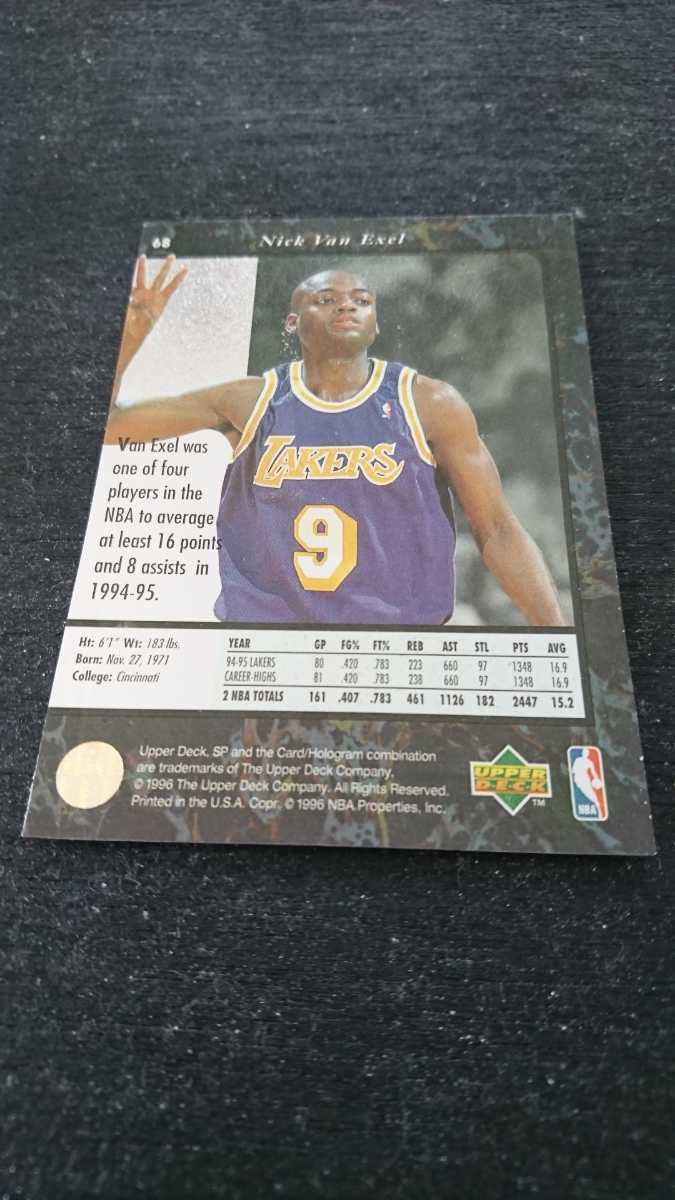 68
Nick Van Exel
LAKERS
9
Van Exel was
one of four
players in the
NBA to average
at least 16 points
and 8 assists in
1994-95.
Ht: 6'1" Wt: 183 lbs.
Born: Nov. 27, 1971
College: Cincinnati
YEAR GP FG% FT% REB AST STL PTS AVG
94-95 LAKERS 80 .420 .783 223 660 97 1348 16.9
CAREER-HIGHS 81 .420 .783 238 660 97 1348 16.9
2 NBA TOTALS 161 .407 .783 461 1126 182 2447 15.2
Upper Deck, SP and the Card/Hologram combination
are trademarks of The Upper Deck Company.
© 1996 The Upper Deck Company. All Rights Reserved.
Printed in the U.S.A. Copr. © 1996 NBA Properties, Inc.
UPPER
DECK
TM
NBA